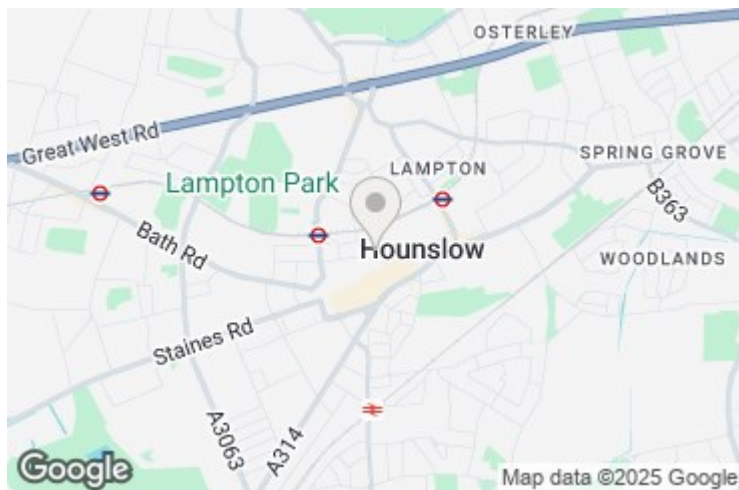 OSTERLEY
Great West Rd
LAMPTON
SPRING GROVE
Lampton Park
B363
Bath Rd
Hounslow
WOODLANDS
Staines Rd
A3063
A314
Google
Map data ©2025 Google